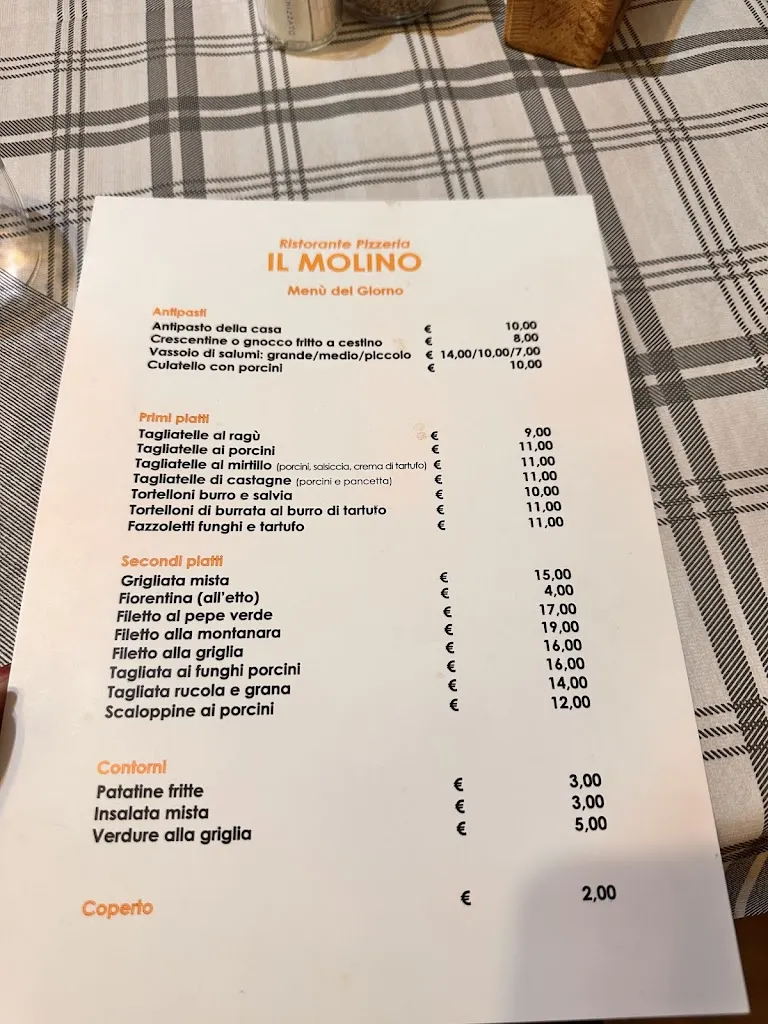 Ristorante Pizzeria
IL MOLINO
Menù del Giorno
Antipasti
Antipasto della casa € 10,00
Crescentine o gnocco fritto a cestino € 8,00
Vassoio di salumi: grande/medio/piccolo € 14,00/10,00/7,00
Culatello con porcini € 10,00
Primi piatti
Tagliatelle al ragù € 9,00
Tagliatelle ai porcini € 11,00
Tagliatelle al mirtillo (porcini, salsiccia, crema di tartufo) € 11,00
Tagliatelle di castagne (porcini e pancetta) € 11,00
Tortelloni burro e salvia € 10,00
Tortelloni di burrata al burro di tartufo € 11,00
Fazzoletti funghi e tartufo € 11,00
Secondi piatti
Grigliata mista € 15,00
Fiorentina (all'etto) € 4,00
Filetto al pepe verde € 17,00
Filetto alla montanara € 19,00
Filetto alla griglia € 16,00
Tagliata ai funghi porcini € 16,00
Tagliata rucola e grana € 14,00
Scaloppine ai porcini € 12,00
Contorni
Patatine fritte € 3,00
Insalata mista € 3,00
Verdure alla griglia € 5,00
Coperto € 2,00